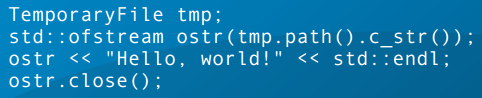 TemporaryFile tmp;
std::ofstream ostr(tmp.path().c_str());
ostr << "Hello, world!" << std::endl;
ostr.close();